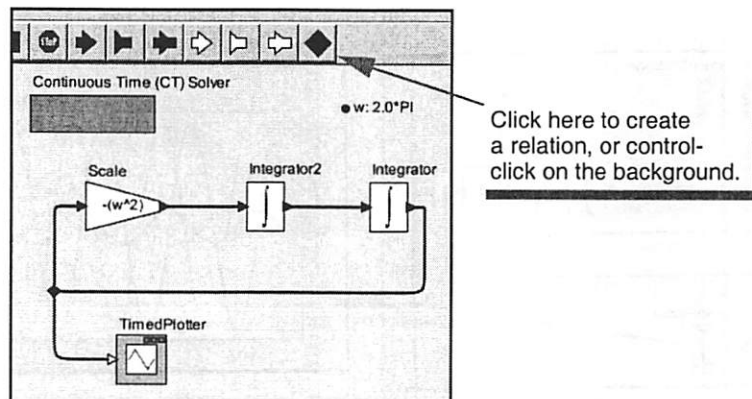 STOP
Continuous Time (CT) Solver
w: 2.0*PI
Click here to create
a relation, or control-
click on the background.
Scale
Integrator2
Integrator
-(w^2)
∫
∫
TimedPlotter